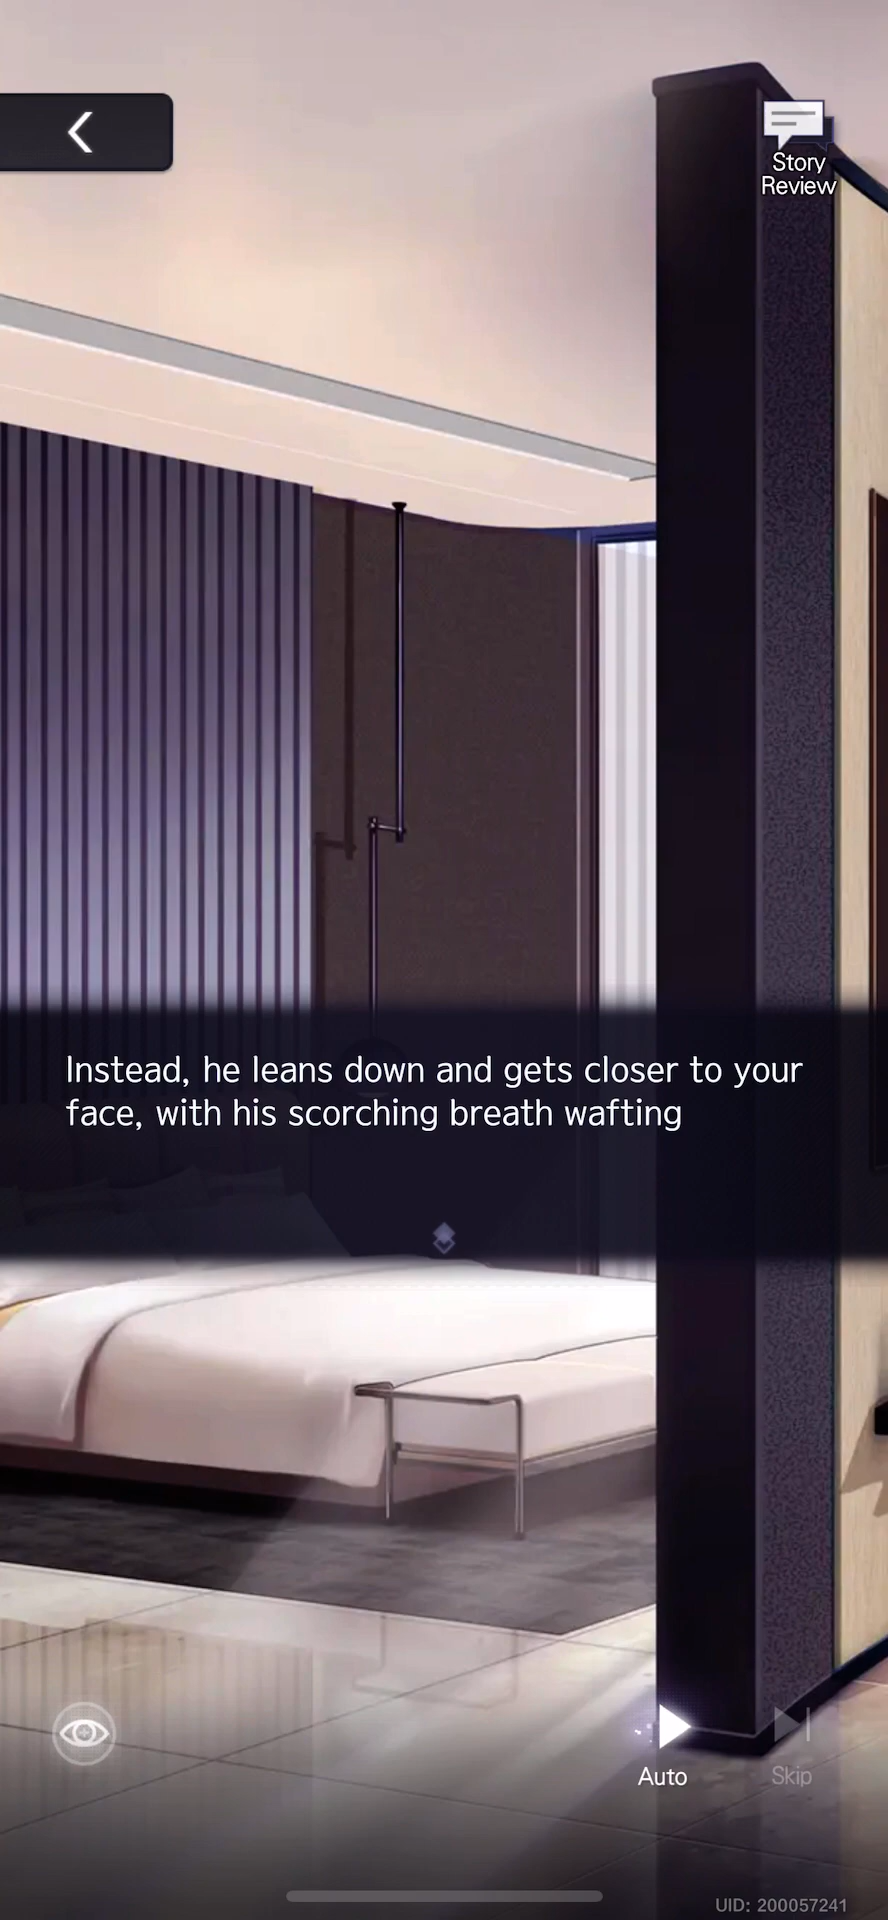 Story
Review
Instead, he leans down and gets closer to your
face, with his scorching breath wafting
Auto
Skip
UID: 200057241